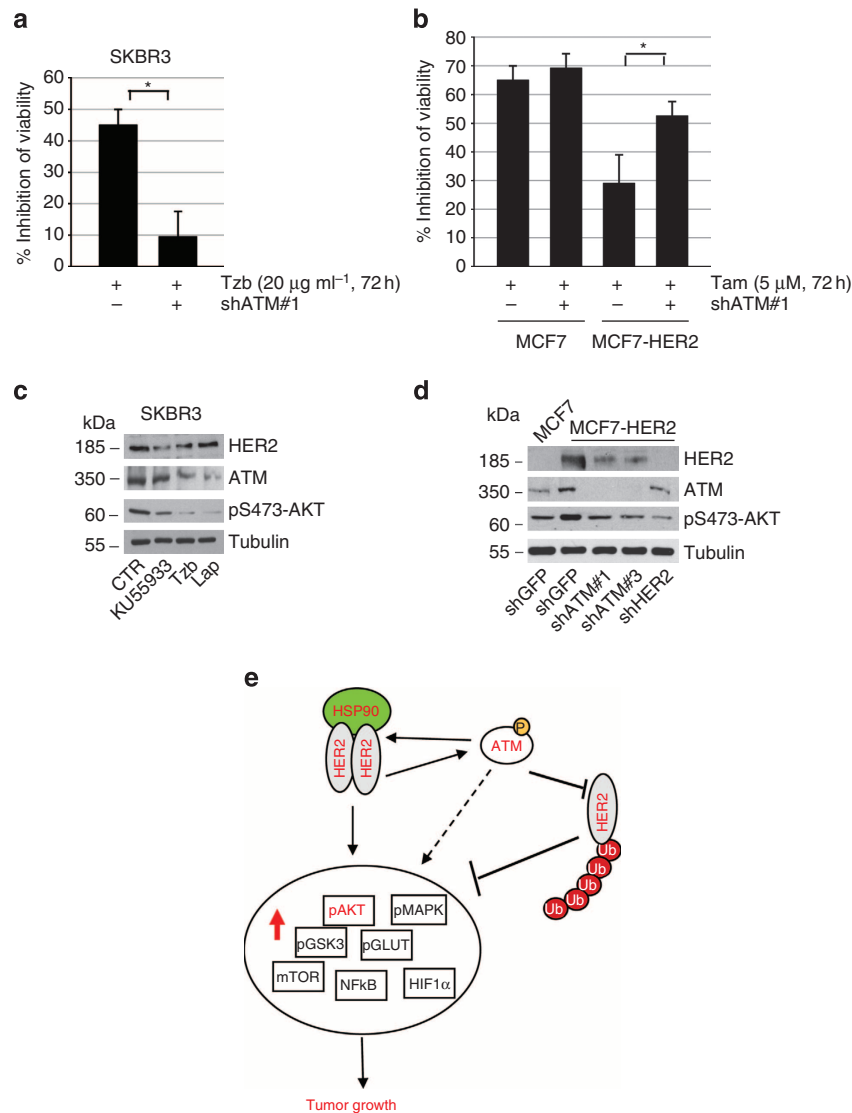 a
SKBR3
% Inhibition of viability
60
50
40
30
20
10
0
*
+ + Tzb (20 µg ml⁻¹, 72 h)
– + shATM#1
b
% Inhibition of viability
80
70
60
50
40
30
20
10
0
*
+ + + + Tam (5 µM, 72 h)
– + – + shATM#1
MCF7 MCF7-HER2
c
kDa SKBR3
185 – HER2
350 – ATM
60 – pS473-AKT
55 – Tubulin
CTR KU55933 Tzb Lap
d
kDa MCF7 MCF7-HER2
185 – HER2
350 – ATM
60 – pS473-AKT
55 – Tubulin
shGFP shGFP shATM#1 shATM#3 shHER2
e
HSP90
HER2 HER2
P
ATM
HER2
Ub
Ub
Ub
Ub
Ub
pAKT pMAPK
pGSK3 pGLUT
mTOR NFkB HIF1α
Tumor growth